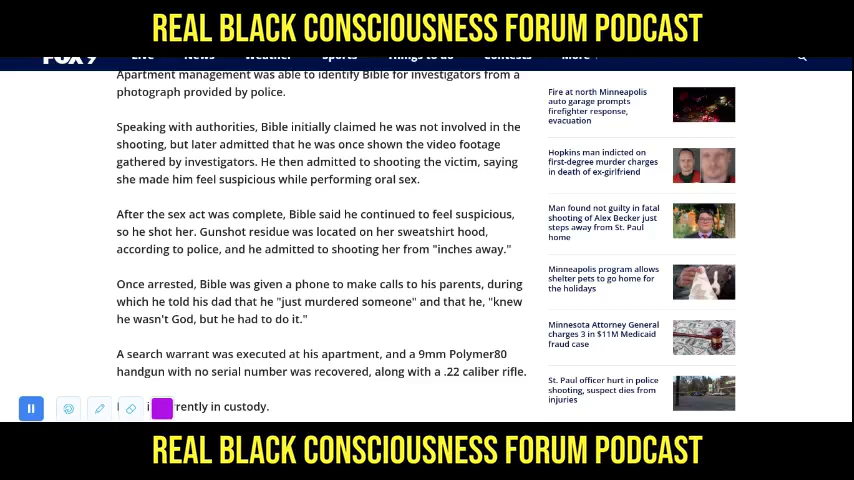 REAL BLACK CONSCIOUSNESS FORUM PODCAST
FOX 9 Live News Weather Sports Things to do Contests More
Apartment management was able to identify Bible for investigators from a
photograph provided by police.
Speaking with authorities, Bible initially claimed he was not involved in the
shooting, but later admitted that he was once shown the video footage
gathered by investigators. He then admitted to shooting the victim, saying
she made him feel suspicious while performing oral sex.
After the sex act was complete, Bible said he continued to feel suspicious,
so he shot her. Gunshot residue was located on her sweatshirt hood,
according to police, and he admitted to shooting her from "inches away."
Once arrested, Bible was given a phone to make calls to his parents, during
which he told his dad that he "just murdered someone" and that he, "knew
he wasn't God, but he had to do it."
A search warrant was executed at his apartment, and a 9mm Polymer80
handgun with no serial number was recovered, along with a .22 caliber rifle.
rently in custody.
Fire at north Minneapolis
auto garage prompts
firefighter response,
evacuation
Hopkins man indicted on
first-degree murder charges
in death of ex-girlfriend
Man found not guilty in fatal
shooting of Alex Becker just
steps away from St. Paul
home
Minneapolis program allows
shelter pets to go home for
the holidays
Minnesota Attorney General
charges 3 in $11M Medicaid
fraud case
St. Paul officer hurt in police
shooting, suspect dies from
injuries
REAL BLACK CONSCIOUSNESS FORUM PODCAST